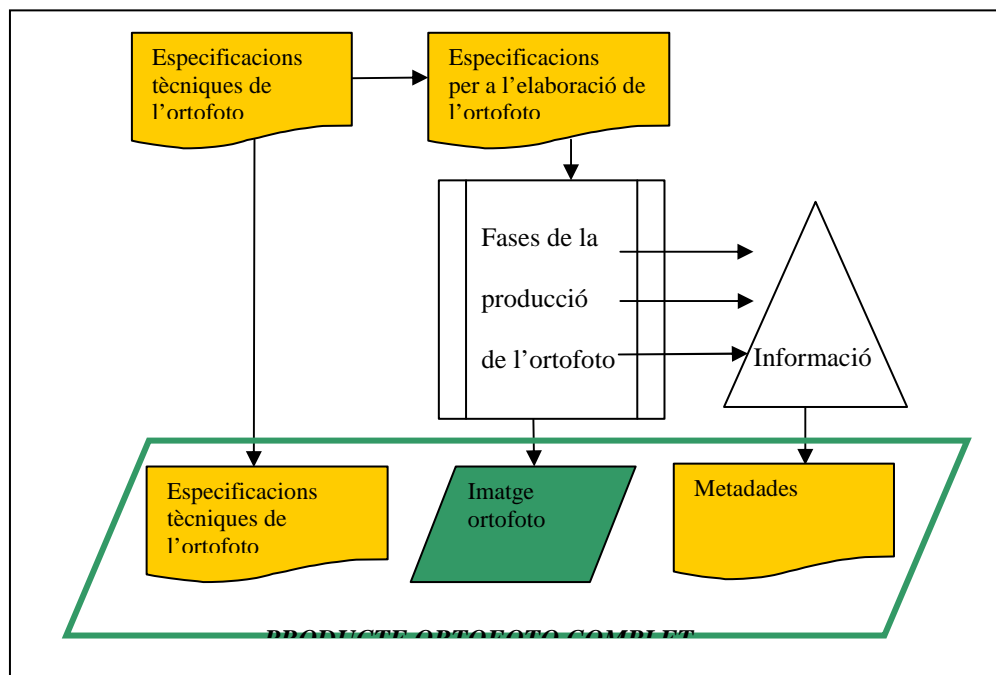 Especificacions
tècniques de
l’ortofoto
Especificacions
per a l’elaboració de
l’ortofoto
Fases de la
producció
de l’ortofoto
Informació
Especificacions
tècniques de
l’ortofoto
Imatge
ortofoto
Metadades
PRODUCTE ORTOFOTO COMPLET